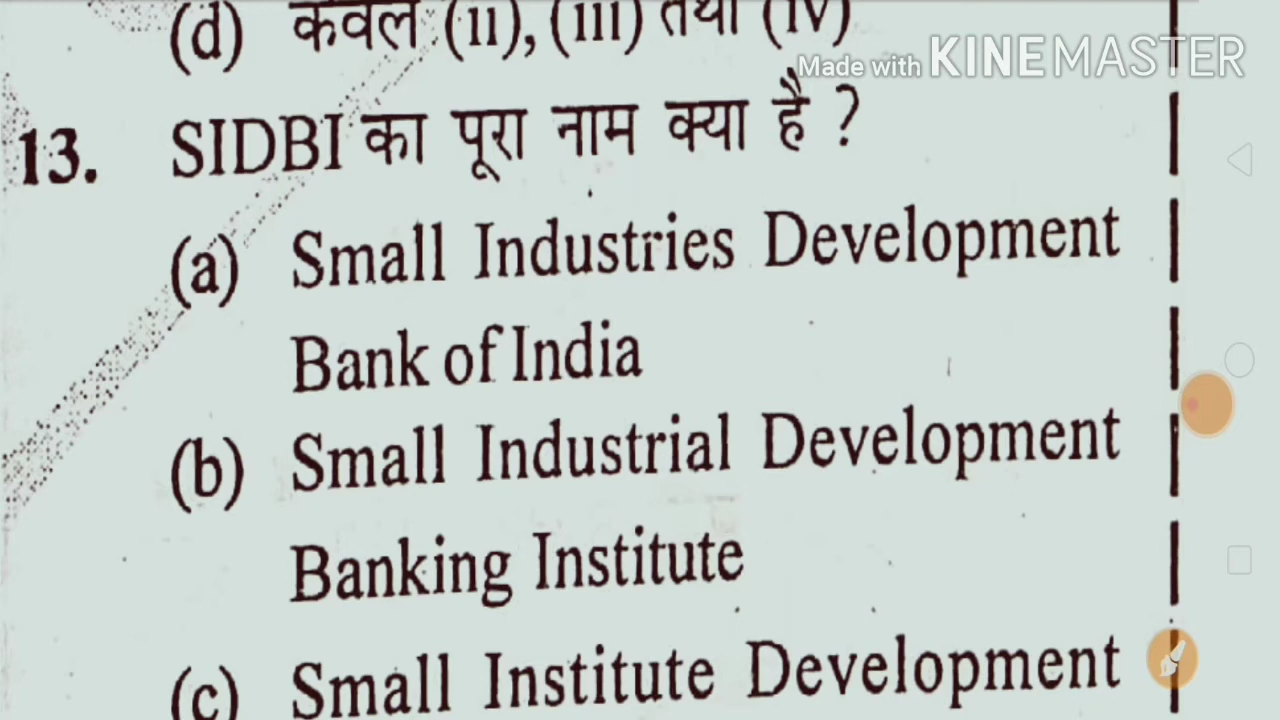 (d) केवल (ii), (iii) तथा (iv)
Made with KINEMASTER
13. SIDBI का पूरा नाम क्या है ?
(a) Small Industries Development
Bank of India
(b) Small Industrial Development
Banking Institute
(c) Small Institute Development